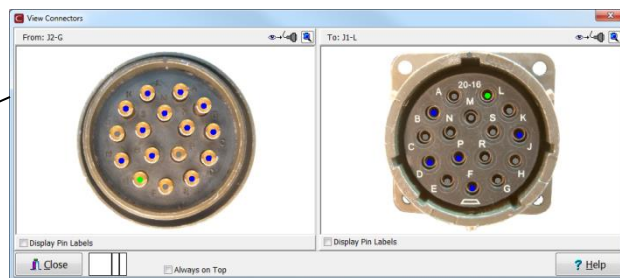 View Connectors
From: J2-G
To: J1-L
20-16
A
L
M
B
K
N
S
C
J
P
R
D
H
E
F
G
Display Pin Labels
Display Pin Labels
Close
Always on Top
? Help